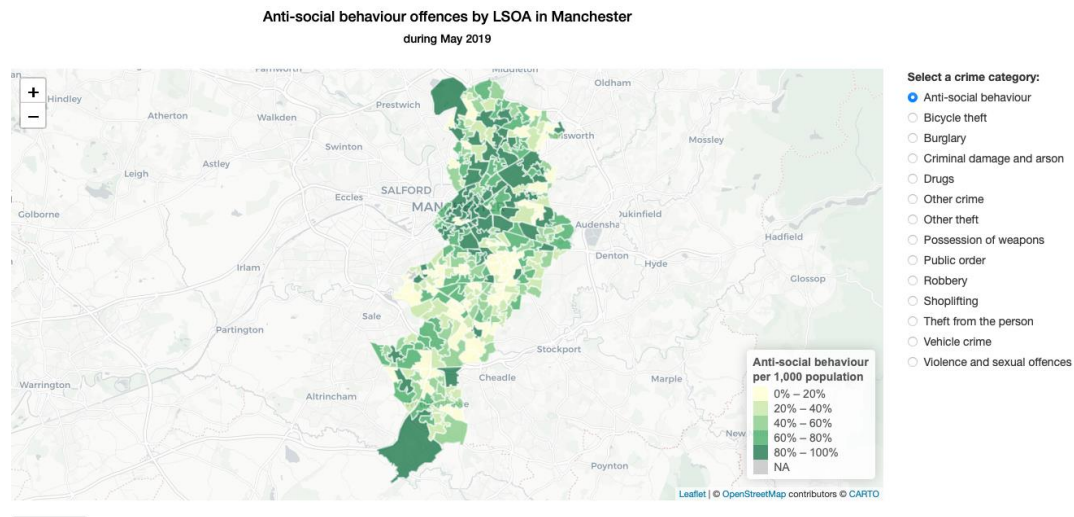 Anti-social behaviour offences by LSOA in Manchester
during May 2019
+
−
Middleton
Oldham
Hindley
Prestwich
Atherton
Walkden
Mossley
Swinton
Astley
Leigh
SALFORD
Eccles
Golborne
MAN
Audensha
Hadfield
Denton
Hyde
Irlam
Glossop
Sale
Partington
Stockport
Cheadle
Marple
Warrington
Altrincham
New
Poynton
Anti-social behaviour
per 1,000 population
0% – 20%
20% – 40%
40% – 60%
60% – 80%
80% – 100%
NA
Leaflet | © OpenStreetMap contributors © CARTO
Select a crime category:
Anti-social behaviour
Bicycle theft
Burglary
Criminal damage and arson
Drugs
Other crime
Other theft
Possession of weapons
Public order
Robbery
Shoplifting
Theft from the person
Vehicle crime
Violence and sexual offences